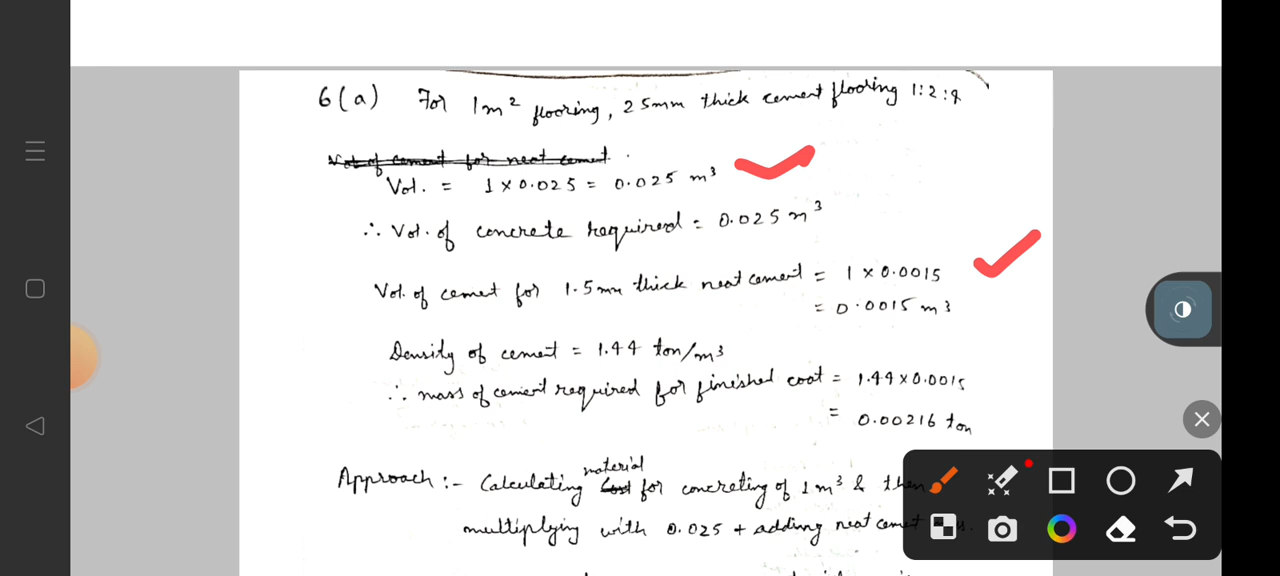 6(a) For 1m² flooring, 25mm thick cement flooring 1:2:4
Vol. of cement for neat cement.
Vol. = 1 x 0.025 = 0.025 m³
∴ Vol. of concrete required = 0.025 m³
Vol. of cement for 1.5mm thick neat cement = 1 x 0.0015
= 0.0015 m³
Density of cement = 1.44 ton/m³
∴ mass of cement required for finished coat = 1.44 x 0.0015
= 0.00216 ton
Approach :- Calculating material for concreting of 1 m³ & then
multiplying with 0.025 + adding neat cement